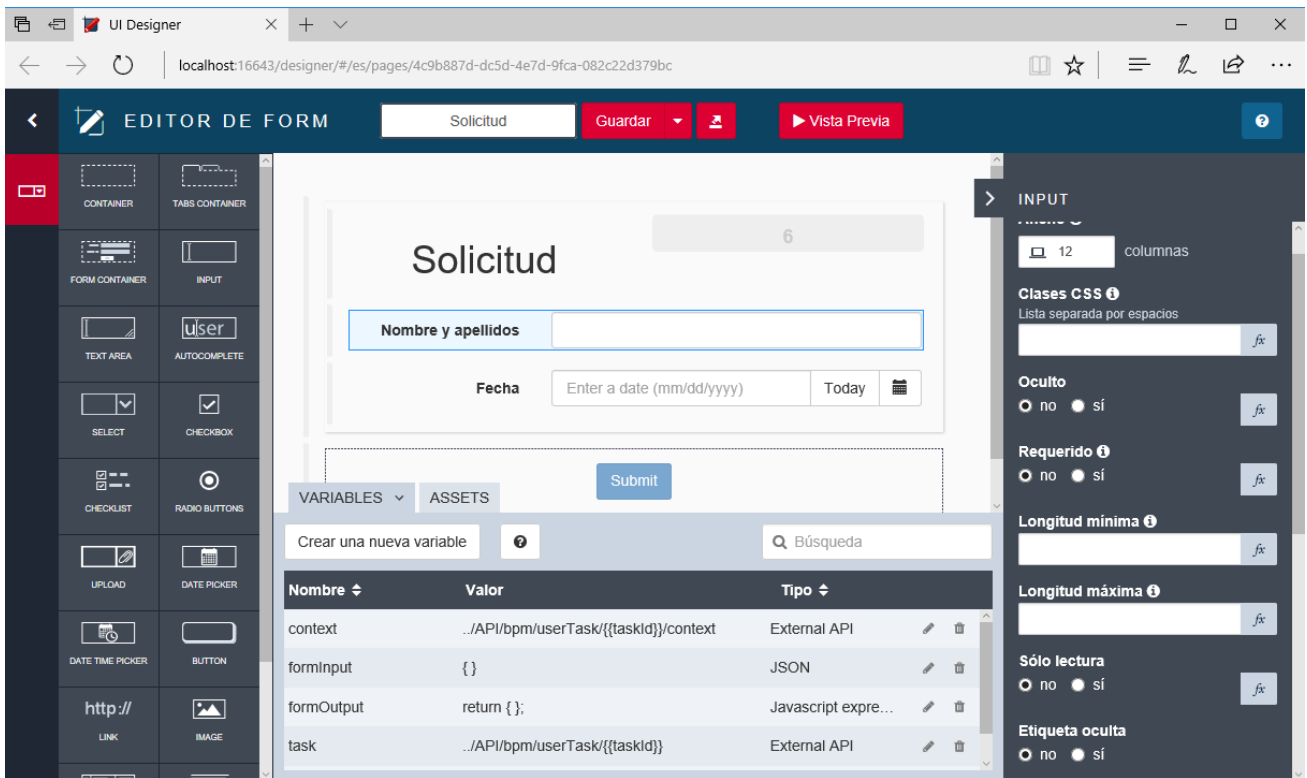 UI Designer
localhost:16643/designer/#/es/pages/4c9b887d-dc5d-4e7d-9fca-082c22d379bc
EDITOR DE FORM
Solicitud
Guardar
Vista Previa
CONTAINER
TABS CONTAINER
FORM CONTAINER
INPUT
user
TEXT AREA
AUTOCOMPLETE
SELECT
CHECKBOX
CHECKLIST
RADIO BUTTONS
UPLOAD
DATE PICKER
DATE TIME PICKER
BUTTON
http://
LINK
IMAGE
6
Solicitud
Nombre y apellidos
Fecha
Enter a date (mm/dd/yyyy)
Today
Submit
VARIABLES
ASSETS
Crear una nueva variable
Búsqueda
Nombre Valor Tipo
context ../API/bpm/userTask/{{taskId}}/context External API
formInput { } JSON
formOutput return { }; Javascript expre...
task ../API/bpm/userTask/{{taskId}} External API
INPUT
12 columnas
Clases CSS
Lista separada por espacios
fx
Oculto
no sí
fx
Requerido
no sí
fx
Longitud mínima
fx
Longitud máxima
fx
Sólo lectura
no sí
fx
Etiqueta oculta
no sí